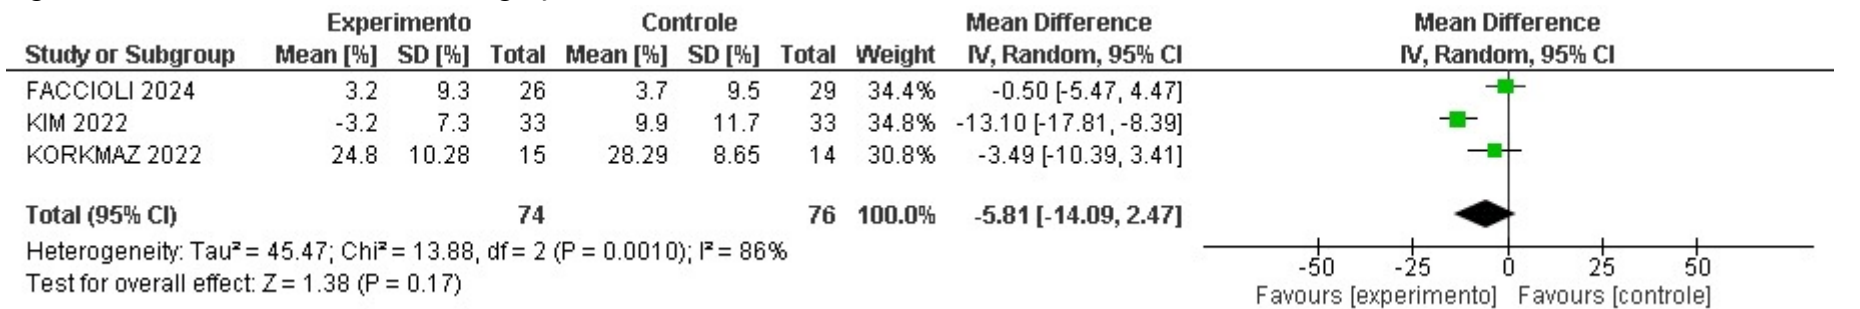 Experimento Controle Mean Difference Mean Difference
Study or Subgroup Mean [%] SD [%] Total Mean [%] SD [%] Total Weight IV, Random, 95% CI IV, Random, 95% CI
FACCIOLI 2024 3.2 9.3 26 3.7 9.5 29 34.4% -0.50 [-5.47, 4.47]
KIM 2022 -3.2 7.3 33 9.9 11.7 33 34.8% -13.10 [-17.81, -8.39]
KORKMAZ 2022 24.8 10.28 15 28.29 8.65 14 30.8% -3.49 [-10.39, 3.41]
Total (95% CI) 74 76 100.0% -5.81 [-14.09, 2.47]
Heterogeneity: Tau² = 45.47; Chi² = 13.88, df = 2 (P = 0.0010); I² = 86%
Test for overall effect: Z = 1.38 (P = 0.17)
-50 -25 0 25 50
Favours [experimento] Favours [controle]